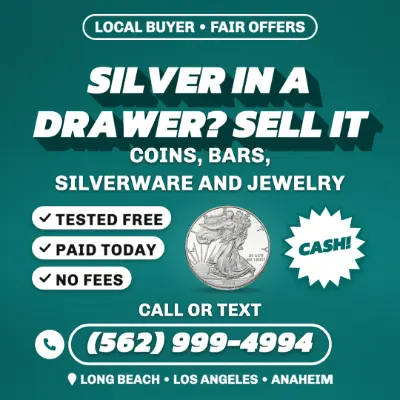 LOCAL BUYER • FAIR OFFERS
SILVER IN A
DRAWER? SELL IT
COINS, BARS,
SILVERWARE AND JEWELRY
TESTED FREE
PAID TODAY
NO FEES
CASH!
CALL OR TEXT
(562) 999-4994
LONG BEACH • LOS ANGELES • ANAHEIM